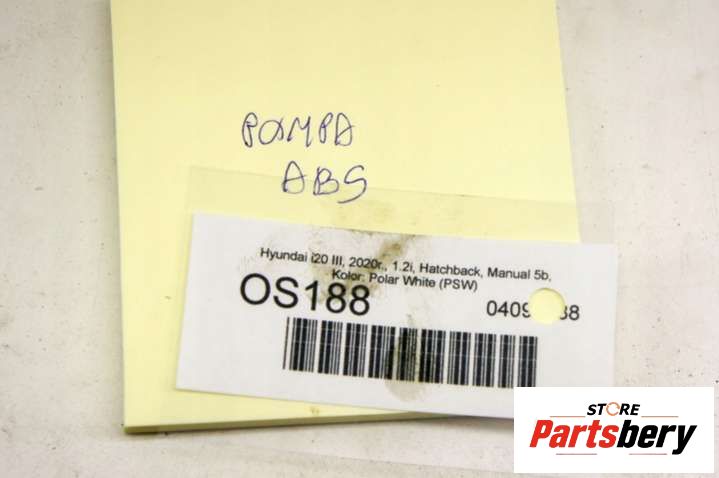 POMPA
ABS
Hyundai i20 III, 2020r., 1.2i, Hatchback, Manual 5b,
Kolor: Polar White (PSW)
OS188
STORE
Partsbery